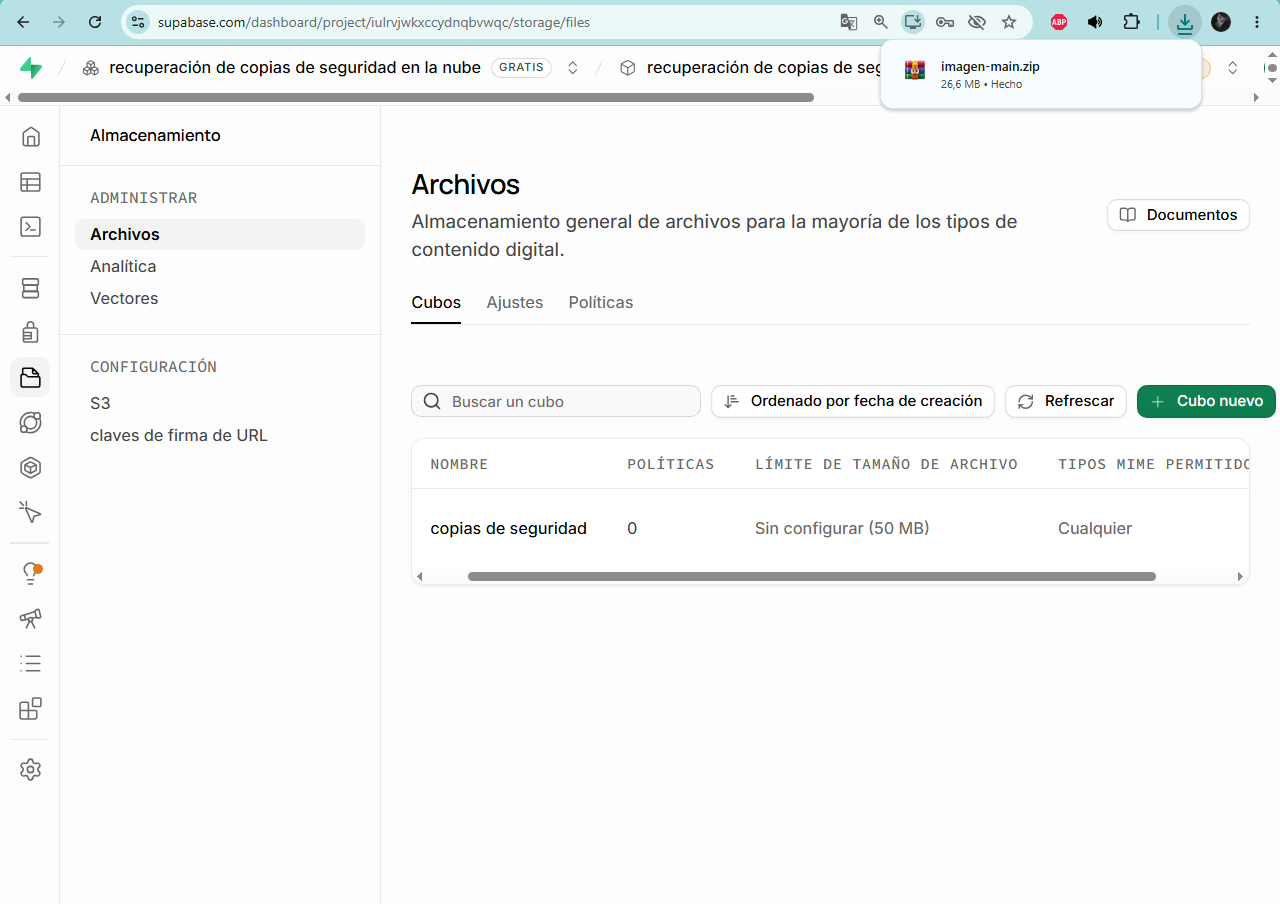 supabase.com/dashboard/project/iulrvjwkxccydnqbvwqc/storage/files
ABP
recuperación de copias de seguridad en la nube
GRATIS
recuperación de copias de seg
imagen-main.zip
26,6 MB • Hecho
Almacenamiento
ADMINISTRAR
Archivos
Analítica
Vectores
CONFIGURACIÓN
S3
claves de firma de URL
Archivos
Almacenamiento general de archivos para la mayoría de los tipos de
contenido digital.
Documentos
Cubos Ajustes Políticas
Buscar un cubo
Ordenado por fecha de creación
Refrescar
Cubo nuevo
NOMBRE POLÍTICAS LÍMITE DE TAMAÑO DE ARCHIVO TIPOS MIME PERMITIDO
copias de seguridad 0 Sin configurar (50 MB) Cualquier